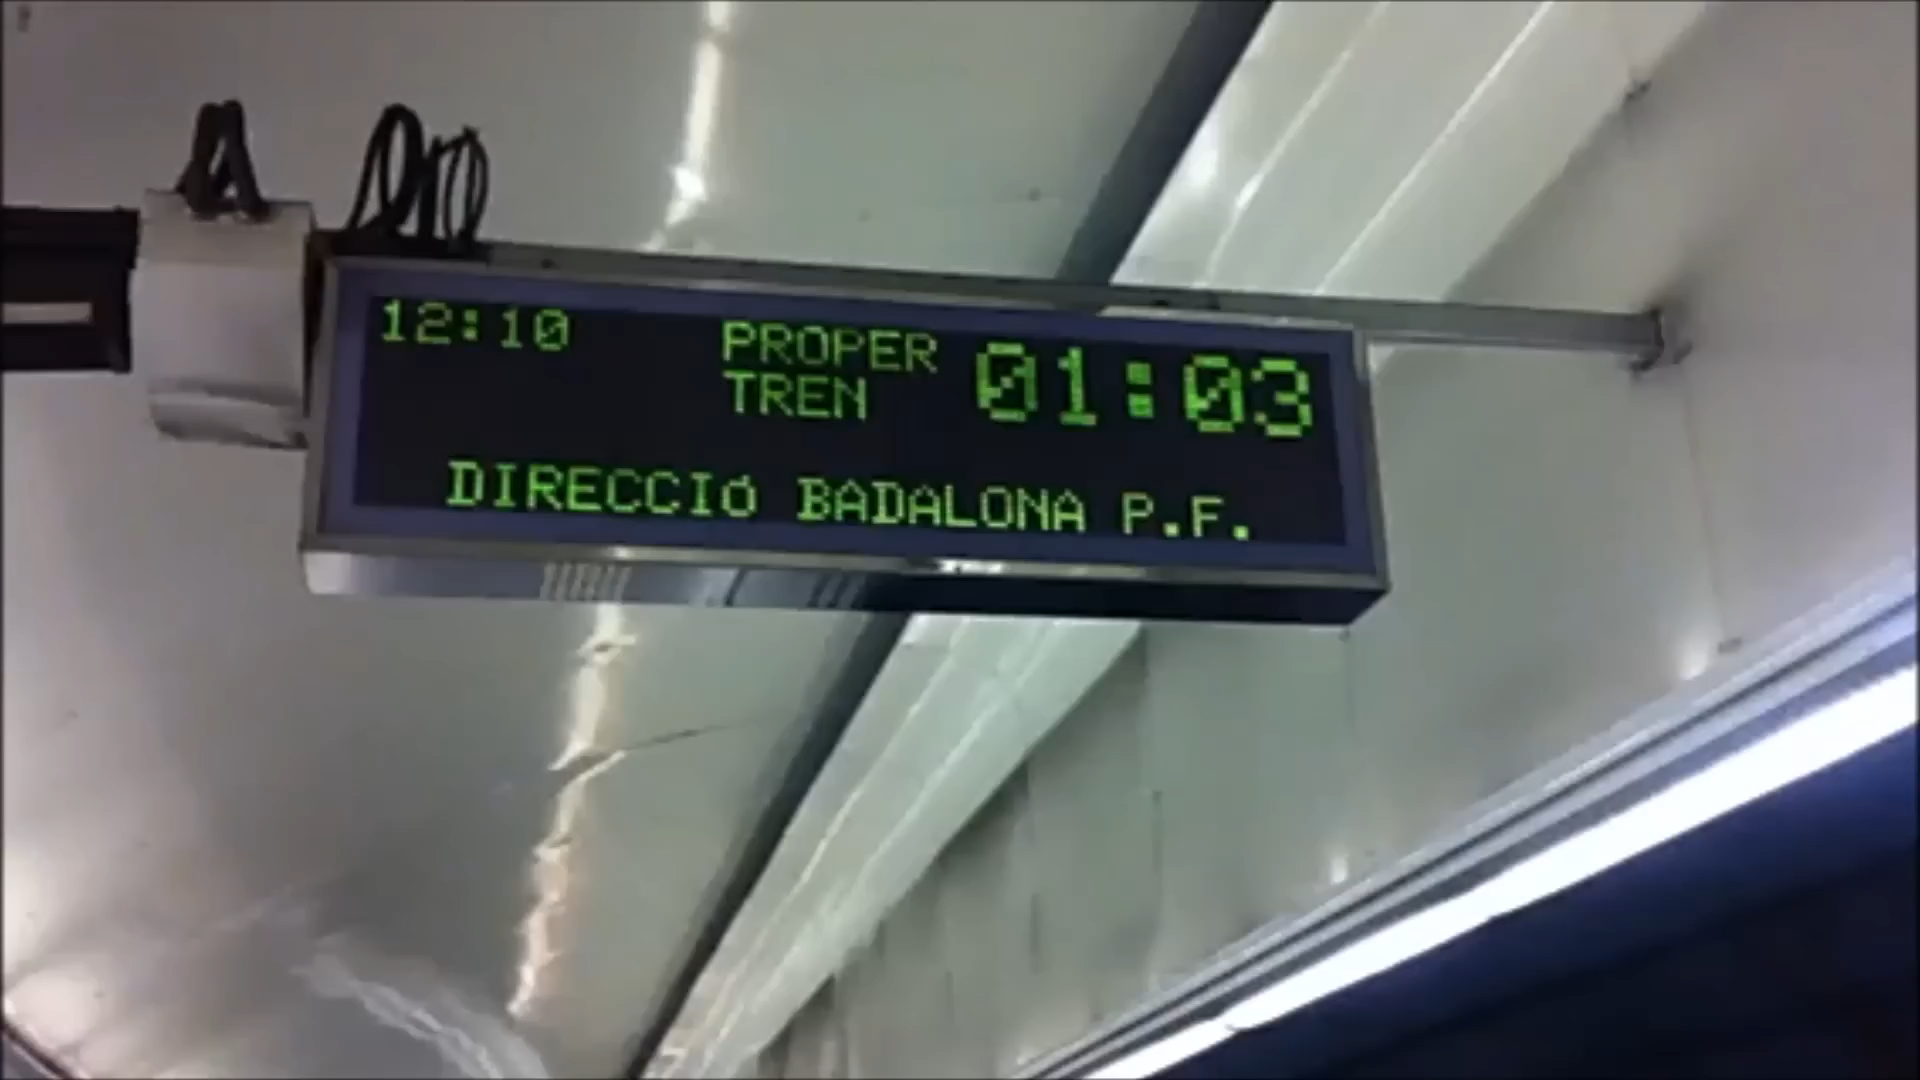 12:10 PROPER TREN 01:03
DIRECCIÓ BADALONA P.F.